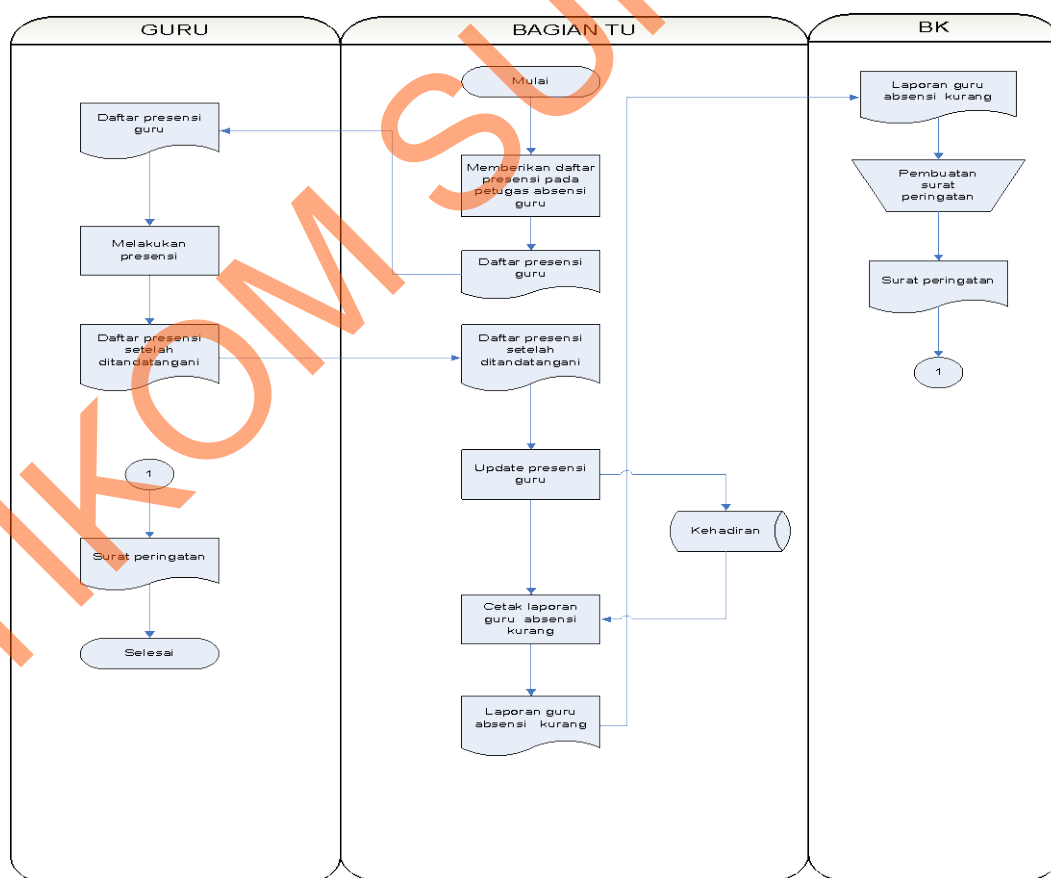 GURU
BAGIAN TU
BK
Daftar presensi
guru
Melakukan
presensi
Daftar presensi
setelah
ditandatangani
1
Surat peringatan
Selesai
Mulai
Memberikan daftar
presensi pada
petugas absensi
guru
Daftar presensi
guru
Daftar presensi
setelah
ditandatangani
Update presensi
guru
Kehadiran
Cetak laporan
guru absensi
kurang
Laporan guru
absensi kurang
Laporan guru
absensi kurang
Pembuatan
surat
peringatan
Surat peringatan
1
IKOM SU